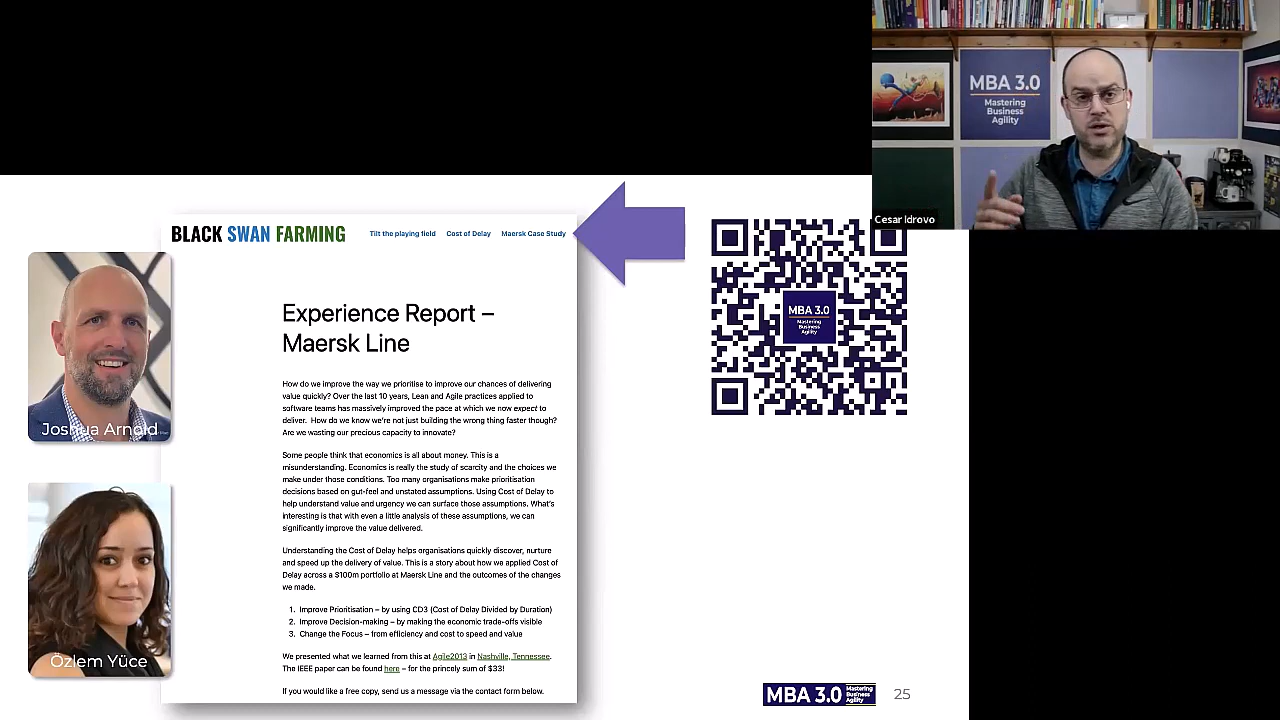 MBA 3.0
Mastering
Business
Agility
Cesar Idrovo
BLACK SWAN FARMING
Tilt the playing field Cost of Delay Maersk Case Study
Experience Report –
Maersk Line
How do we improve the way we prioritise to improve our chances of delivering
value quickly? Over the last 10 years, Lean and Agile practices applied to
software teams has massively improved the pace at which we now expect to
deliver. How do we know we're not just building the wrong thing faster though?
Are we wasting our precious capacity to innovate?
Some people think that economics is all about money. This is a
misunderstanding. Economics is really the study of scarcity and the choices we
make under those conditions. Too many organisations make prioritisation
decisions based on gut-feel and unstated assumptions. Using Cost of Delay to
help understand value and urgency we can surface those assumptions. What's
interesting is that with even a little analysis of these assumptions, we can
significantly improve the value delivered.
Understanding the Cost of Delay helps organisations quickly discover, nurture
and speed up the delivery of value. This is a story about how we applied Cost of
Delay across a $100m portfolio at Maersk Line and the outcomes of the changes
we made.
1. Improve Prioritisation – by using CD3 (Cost of Delay Divided by Duration)
2. Improve Decision-making – by making the economic trade-offs visible
3. Change the Focus – from efficiency and cost to speed and value
We presented what we learned from this at Agile2013 in Nashville, Tennessee.
The IEEE paper can be found here – for the princely sum of $33!
If you would like a free copy, send us a message via the contact form below.
Joshua Arnold
Özlem Yüce
MBA 3.0
Mastering
Business
Agility
MBA 3.0
Mastering
Business
Agility
25